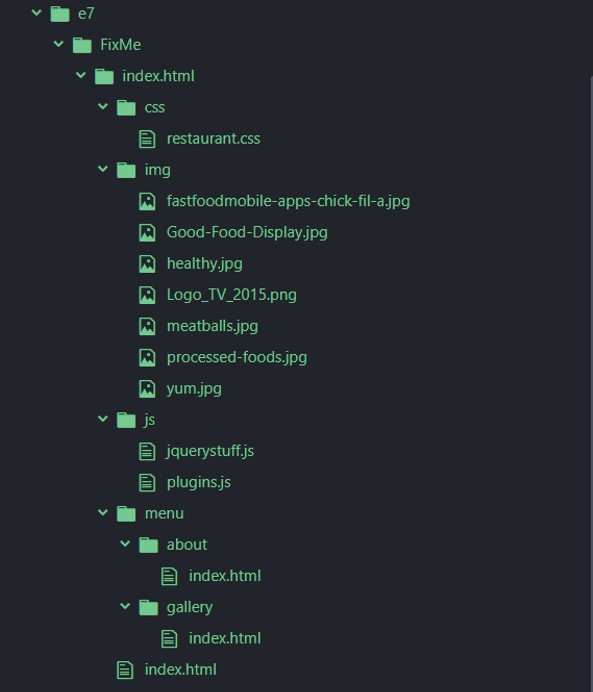 e7
FixMe
index.html
css
restaurant.css
img
fastfoodmobile-apps-chick-fil-a.jpg
Good-Food-Display.jpg
healthy.jpg
Logo_TV_2015.png
meatballs.jpg
processed-foods.jpg
yum.jpg
js
jquerystuff.js
plugins.js
menu
about
index.html
gallery
index.html
index.html